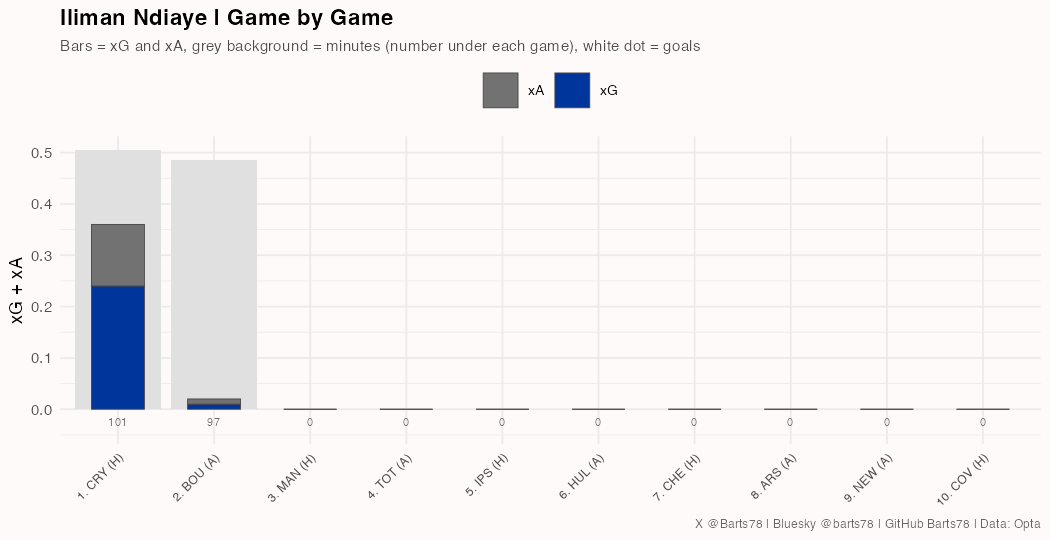 Iliman Ndiaye | Game by Game
Bars = xG and xA, grey background = minutes (number under each game), white dot = goals
xA xG
xG + xA
0.5
0.4
0.3
0.2
0.1
0.0
101 97 0 0 0 0 0 0 0 0
1. CRY (H) 2. BOU (A) 3. MAN (H) 4. TOT (A) 5. IPS (H) 6. HUL (A) 7. CHE (H) 8. ARS (A) 9. NEW (A) 10. COV (H)
X @Barts78 | Bluesky @barts78 | GitHub Barts78 | Data: Opta